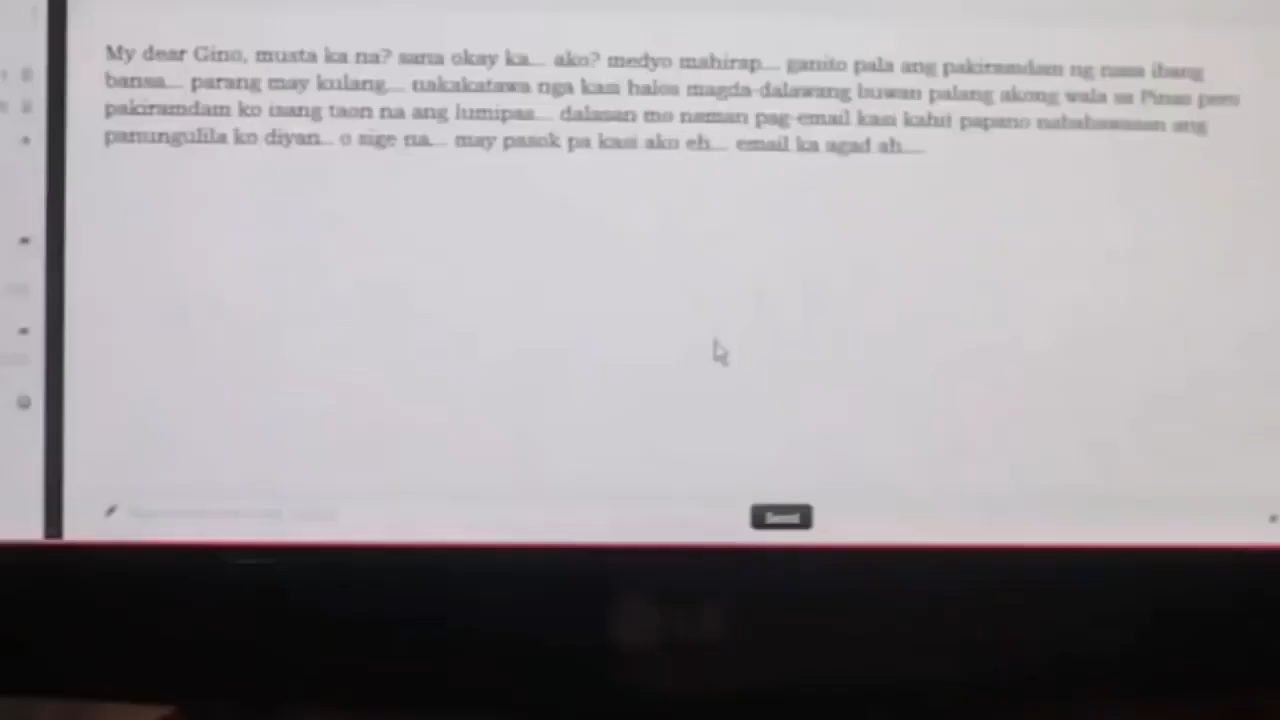 My dear Gino, musta ka na? sana okay ka... ako? medyo mahirap... ganito pala ang pakiramdam ng nasa ibang
bansa... parang may kulang... nakakatawa nga kasi halos magda-dalawang buwan palang akong wala sa Pinas pero
pakiramdam ko isang taon na ang lumipas... dalasan mo naman pag-email kasi kahit papano nababawasan ang
panungulila ko diyan... o sige na... may pasok pa kasi ako eh... email ka agad ah....
Send